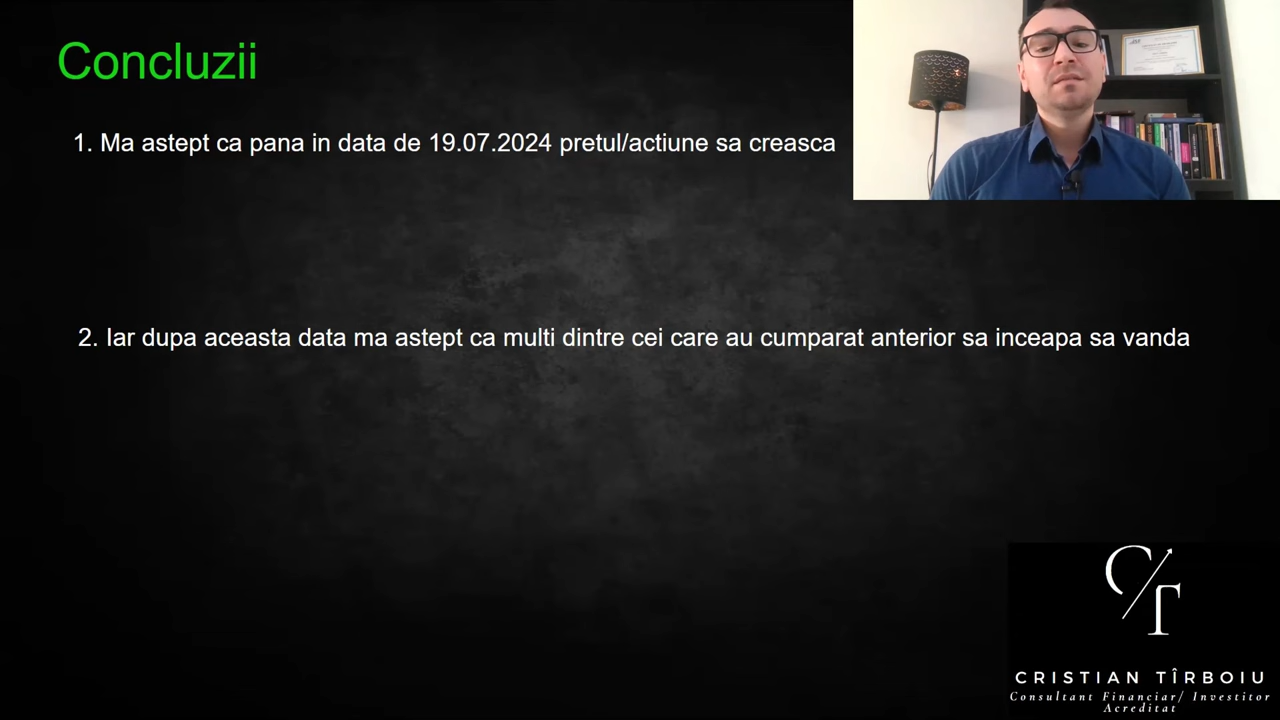 Concluzii
1. Ma astept ca pana in data de 19.07.2024 pretul/actiune sa creasca
2. Iar dupa aceasta data ma astept ca multi dintre cei care au cumparat anterior sa inceapa sa vanda
CT
CRISTIAN TÎRBOIU
Consultant Financiar/ Investitor
Acreditat